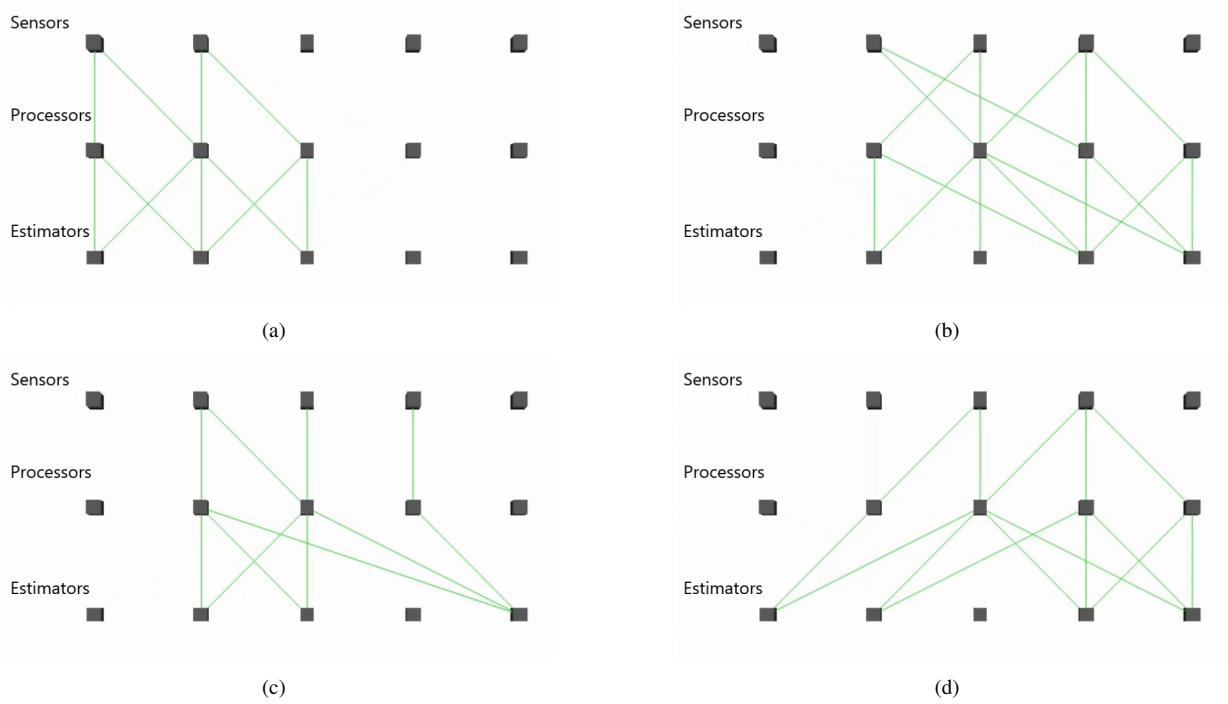 Sensors
Processors
Estimators
(a)
Sensors
Processors
Estimators
(b)
Sensors
Processors
Estimators
(c)
Sensors
Processors
Estimators
(d)